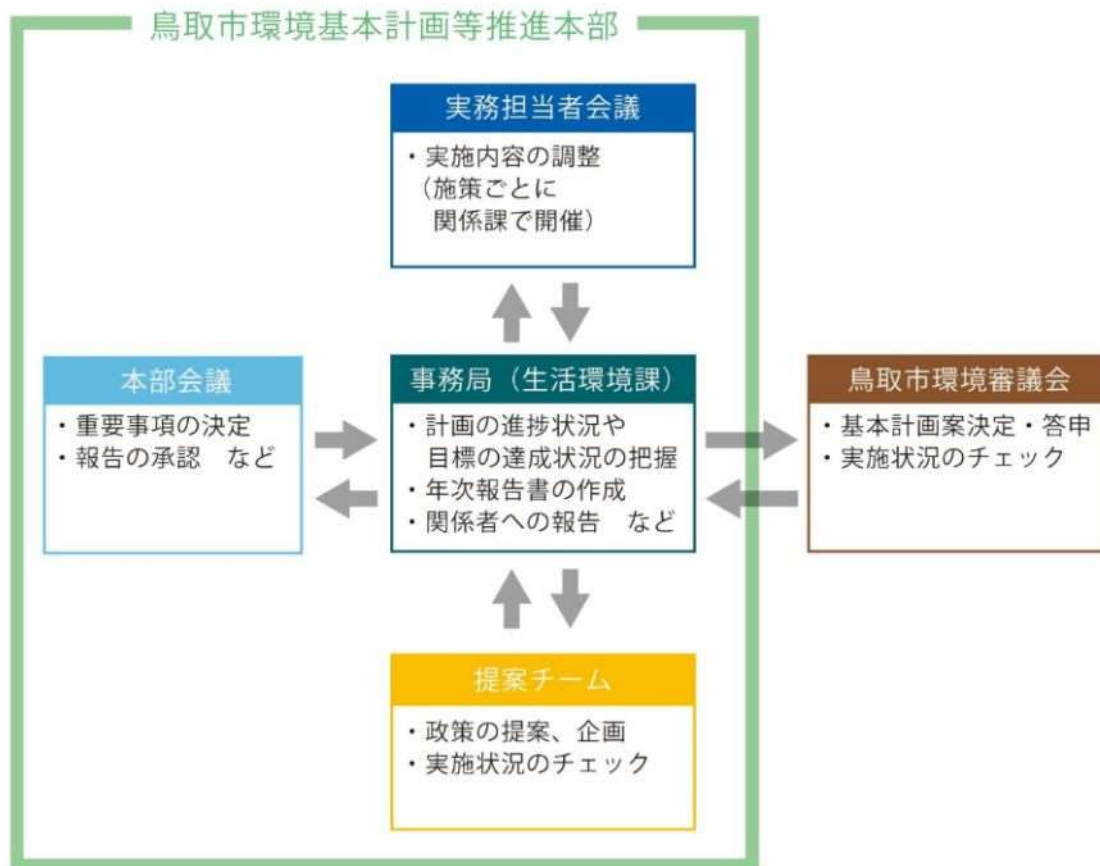 鳥取市環境基本計画等推進本部
実務担当者会議
・実施内容の調整
（施策ごとに
関係課で開催）
本部会議
・重要事項の決定
・報告の承認　など
事務局（生活環境課）
・計画の進捗状況や
目標の達成状況の把握
・年次報告書の作成
・関係者への報告　など
鳥取市環境審議会
・基本計画案決定・答申
・実施状況のチェック
提案チーム
・政策の提案、企画
・実施状況のチェック